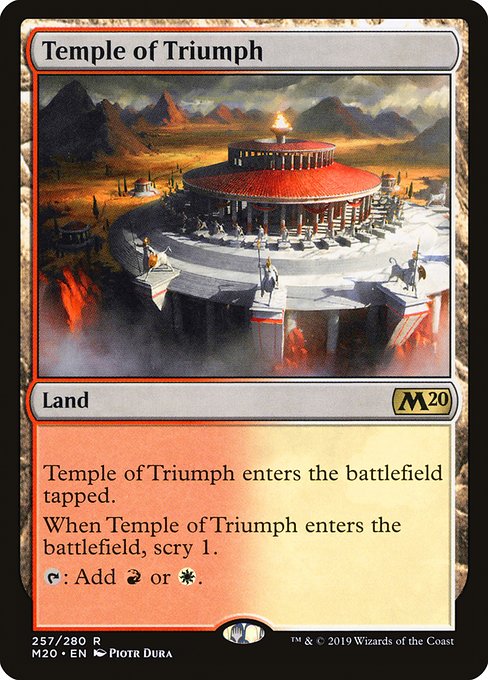 Temple of Triumph
Land
M20
Temple of Triumph enters the battlefield
tapped.
When Temple of Triumph enters the
battlefield, scry 1.
: Add or .
257/280 R
M20 • EN Piotr Dura
™ & © 2019 Wizards of the Coast